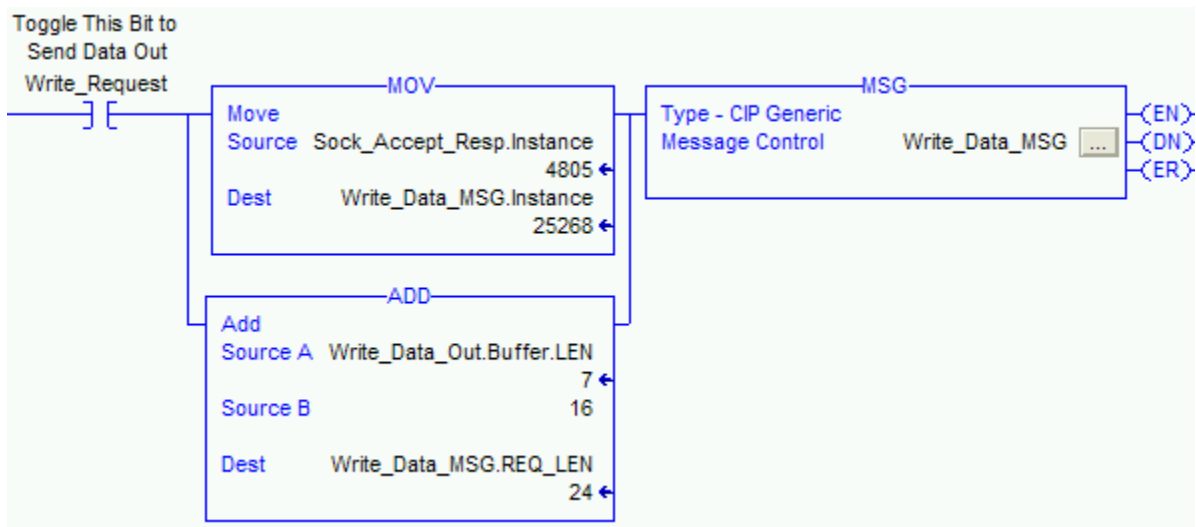 Toggle This Bit to
Send Data Out
Write_Request
MOV
Move
Source Sock_Accept_Resp.Instance
4805
Dest Write_Data_MSG.Instance
25268
ADD
Add
Source A Write_Data_Out.Buffer.LEN
7
Source B 16
Dest Write_Data_MSG.REQ_LEN
24
MSG
Type - CIP Generic
Message Control Write_Data_MSG ...
(EN)
(DN)
(ER)